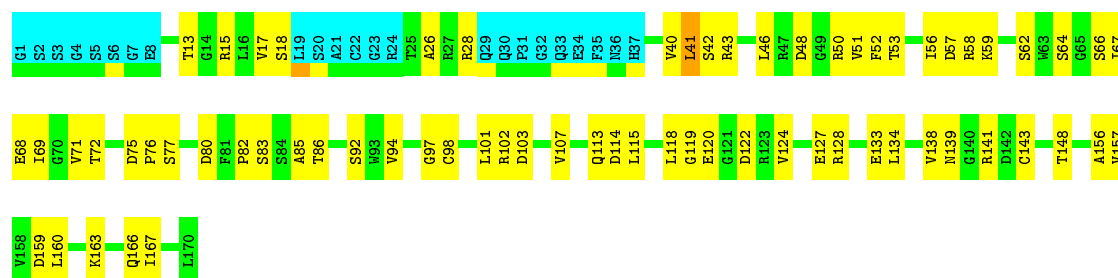 G1 S2 S3 G4 S5 S6 G7 E8 T13 G14 R15 L16 V17 S18 L19 S20 A21 C22 G23 R24 T25 A26 R27 R28 Q29 Q30 P31 G32 Q33 E34 F35 N36 H37 V40 L41 S42 R43 L46 R47 D48 G49 R50 V51 F52 T53 I56 D57 R58 K59 S62 W63 S64 G65 S66 I67
E68 I69 G70 V71 T72 D75 P76 S77 D80 F81 P82 S83 S84 A85 T86 S92 W93 V94 G97 C98 L101 R102 D103 V107 Q113 D114 L115 L118 G119 E120 G121 D122 R123 V124 E127 R128 E133 L134 V138 N139 G140 R141 D142 C143 T148 A156 V157
V158 D159 L160 K163 Q166 I167 L170